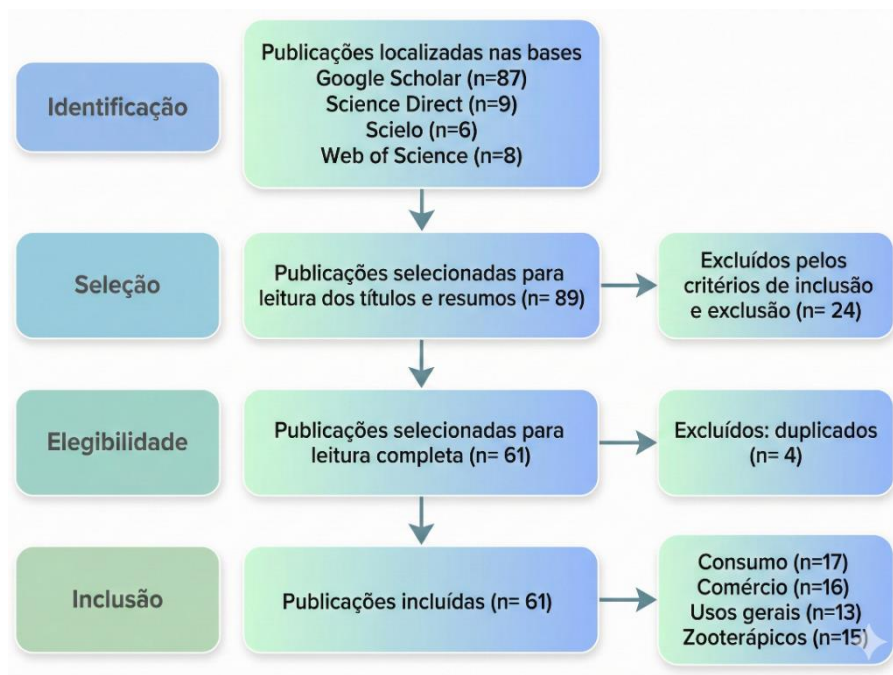 Identificação
Publicações localizadas nas bases
Google Scholar (n=87)
Science Direct (n=9)
Scielo (n=6)
Web of Science (n=8)
Seleção
Publicações selecionadas para
leitura dos títulos e resumos (n= 89)
Excluídos pelos
critérios de inclusão
e exclusão (n= 24)
Elegibilidade
Publicações selecionadas para
leitura completa (n= 61)
Excluídos: duplicados
(n= 4)
Inclusão
Publicações incluídas (n= 61)
Consumo (n=17)
Comércio (n=16)
Usos gerais (n=13)
Zooterápicos (n=15)